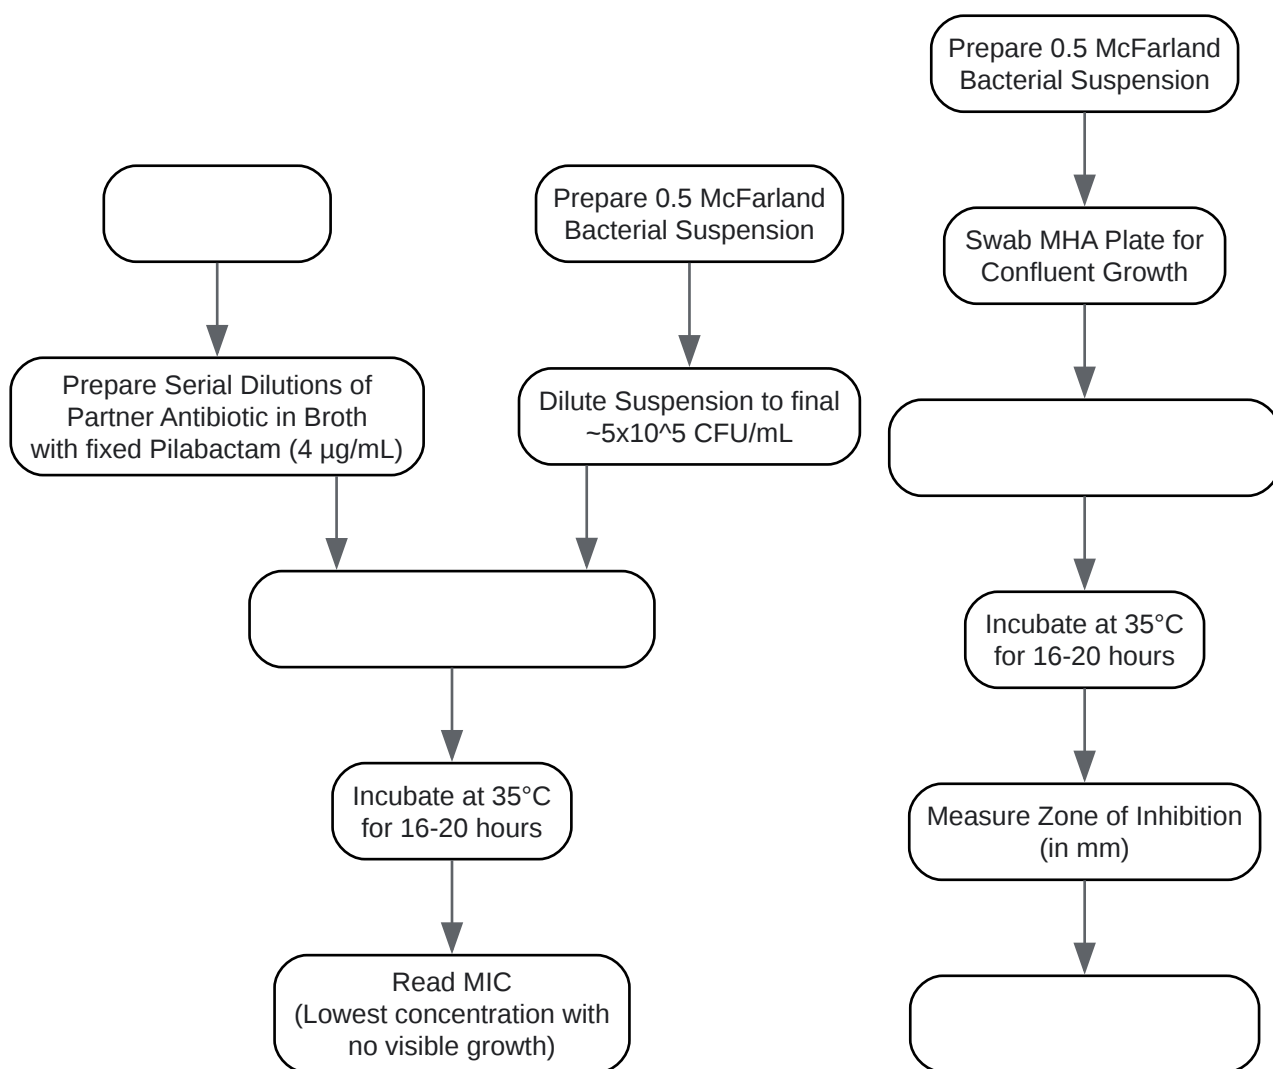 Prepare 0.5 McFarland
Bacterial Suspension
Prepare Serial Dilutions of
Partner Antibiotic in Broth
with fixed Pilabactam (4 µg/mL)
Dilute Suspension to final
~5x10^5 CFU/mL
Incubate at 35°C
for 16-20 hours
Read MIC
(Lowest concentration with
no visible growth)
Prepare 0.5 McFarland
Bacterial Suspension
Swab MHA Plate for
Confluent Growth
Incubate at 35°C
for 16-20 hours
Measure Zone of Inhibition
(in mm)